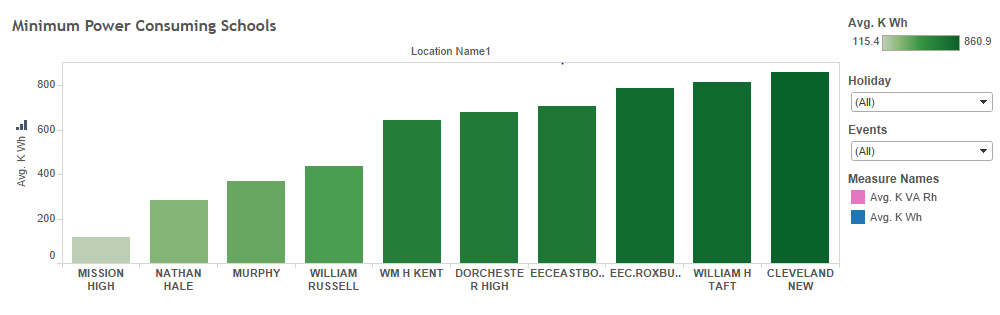 Minimum Power Consuming Schools
Location Name1
Avg. K Wh
800
600
400
200
0
MISSION
HIGH
NATHAN
HALE
MURPHY
WILLIAM
RUSSELL
WM H KENT
DORCHESTE
R HIGH
EECEASTBO..
EEC.ROXBU..
WILLIAM H
TAFT
CLEVELAND
NEW
Avg. K Wh
115.4
860.9
Holiday
(All)
Events
(All)
Measure Names
Avg. K VA Rh
Avg. K Wh